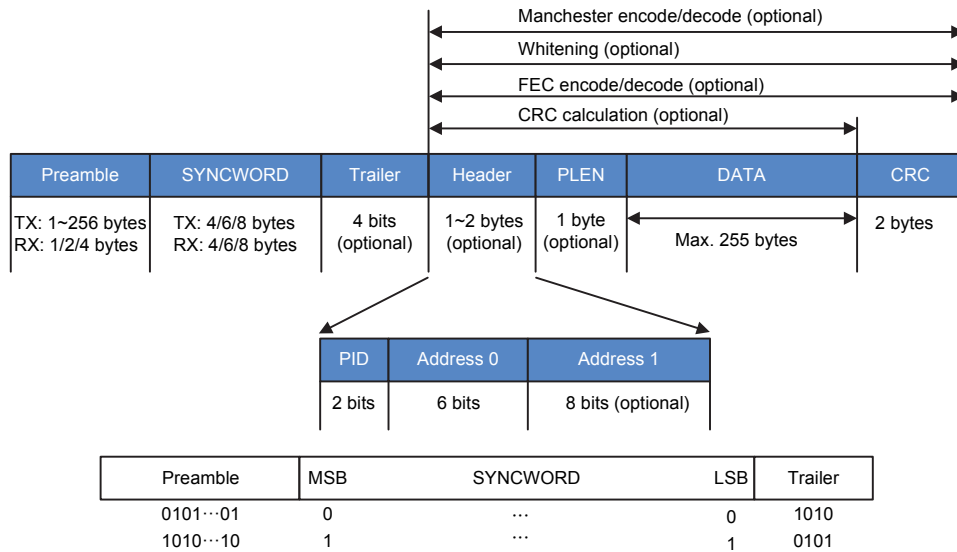 Manchester encode/decode (optional)
Whitening (optional)
FEC encode/decode (optional)
CRC calculation (optional)
Preamble SYNCWORD Trailer Header PLEN DATA CRC
TX: 1~256 bytes TX: 4/6/8 bytes 4 bits 1~2 bytes 1 byte 2 bytes
RX: 1/2/4 bytes RX: 4/6/8 bytes (optional) (optional) (optional) Max. 255 bytes
PID Address 0 Address 1
2 bits 6 bits 8 bits (optional)
Preamble MSB SYNCWORD LSB Trailer
0101···01 0 ··· 0 1010
1010···10 1 ··· 1 0101